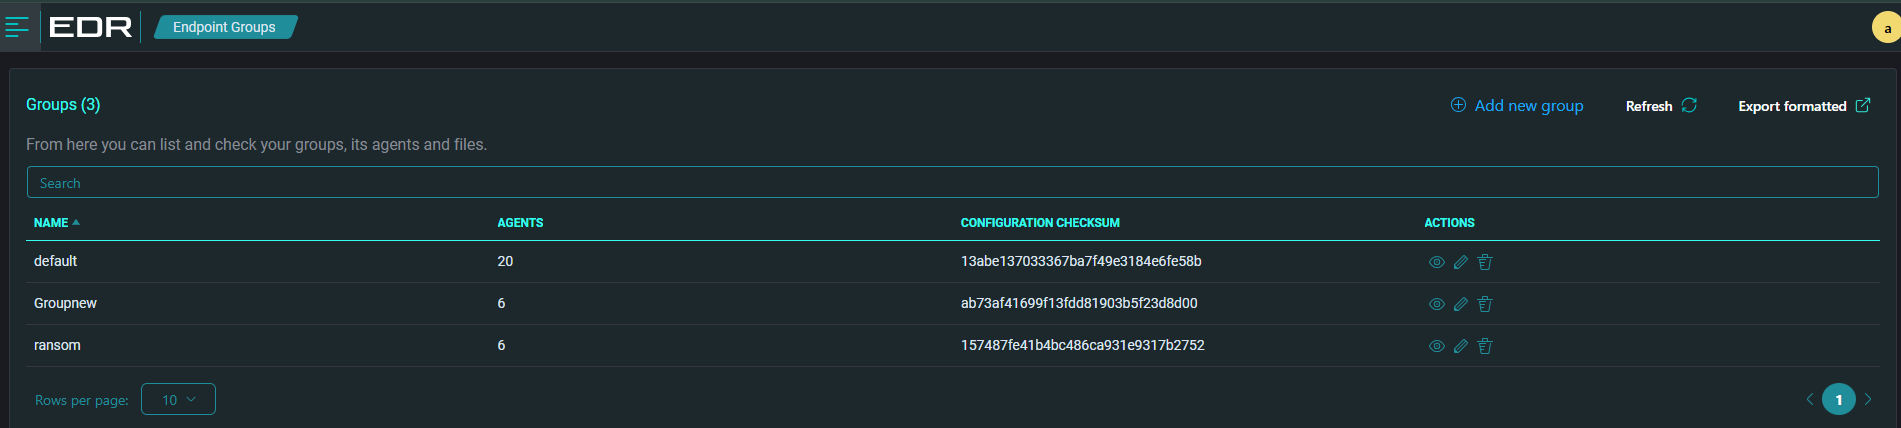 EDR Endpoint Groups a
Groups (3) Add new group Refresh Export formatted
From here you can list and check your groups, its agents and files.
Search
NAME AGENTS CONFIGURATION CHECKSUM ACTIONS
default 20 13abe137033367ba7f49e3184e6fe58b
Groupnew 6 ab73af41699f13fdd81903b5f23d8d00
ransom 6 157487fe41b4bc486ca931e9317b2752
Rows per page: 10 1